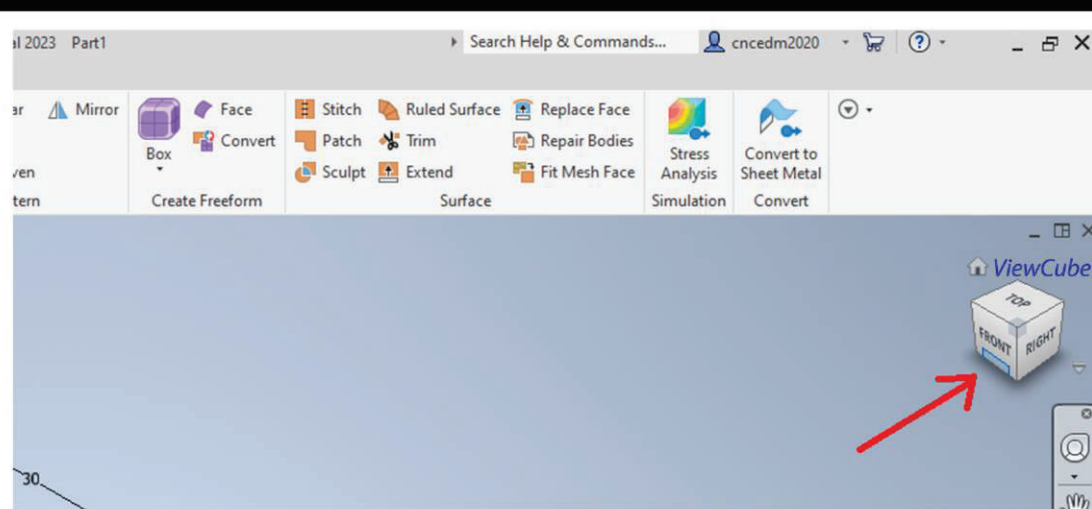 al 2023 Part1 Search Help & Commands... cncedm2020
ar Mirror Face Stitch Ruled Surface Replace Face
Box Convert Patch Trim Repair Bodies Stress Analysis Convert to Sheet Metal
ven Sculpt Extend Fit Mesh Face
tern Create Freeform Surface Simulation Convert
ViewCube
TOP
FRONT RIGHT
30